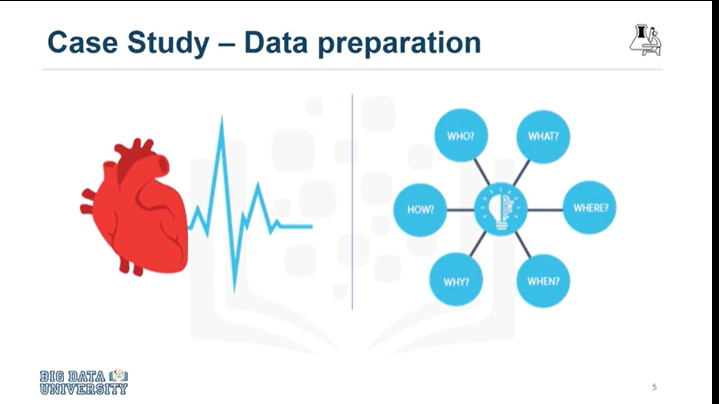 Case Study – Data preparation
WHO?
WHAT?
HOW?
WHERE?
WHY?
WHEN?
BIG DATA
UNIVERSITY
5